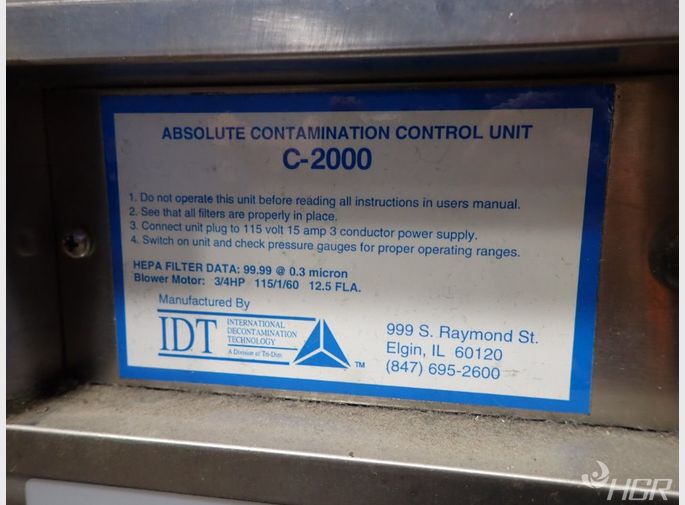 ABSOLUTE CONTAMINATION CONTROL UNIT
C-2000
1. Do not operate this unit before reading all instructions in users manual.
2. See that all filters are properly in place.
3. Connect unit plug to 115 volt 15 amp 3 conductor power supply.
4. Switch on unit and check pressure gauges for proper operating ranges.
HEPA FILTER DATA: 99.99 @ 0.3 micron
Blower Motor: 3/4HP 115/1/60 12.5 FLA.
Manufactured By
IDT
INTERNATIONAL
DECONTAMINATION
TECHNOLOGY
A Division of Tri-Dim
TM
999 S. Raymond St.
Elgin, IL 60120
(847) 695-2600
HGR